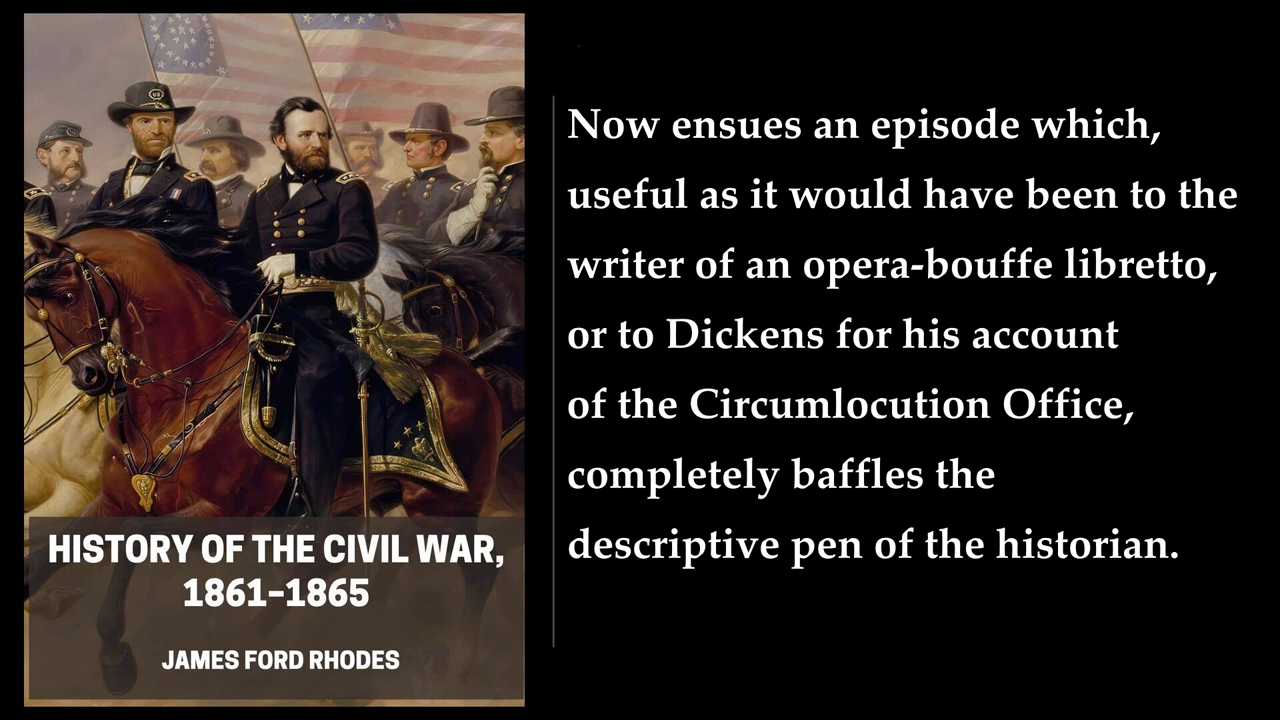 HISTORY OF THE CIVIL WAR,
1861–1865
JAMES FORD RHODES
Now ensues an episode which,
useful as it would have been to the
writer of an opera-bouffe libretto,
or to Dickens for his account
of the Circumlocution Office,
completely baffles the
descriptive pen of the historian.